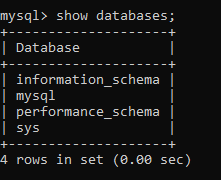 mysql> show databases;
+--------------------+
| Database           |
+--------------------+
| information_schema |
| mysql              |
| performance_schema |
| sys                |
+--------------------+
4 rows in set (0.00 sec)